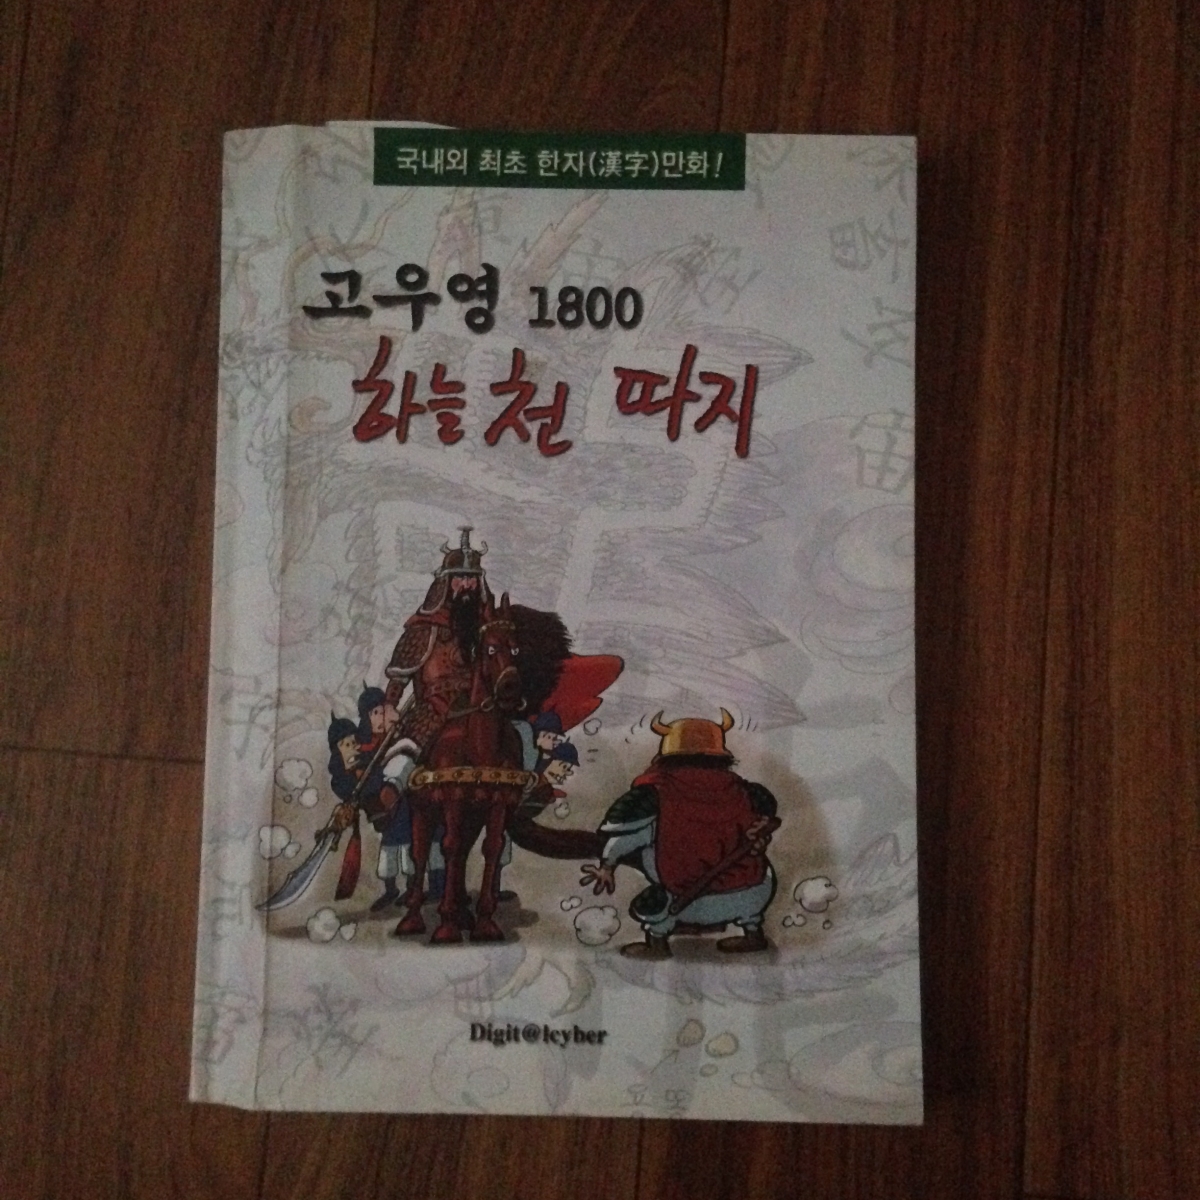 국내외 최초 한자(漢字)만화!
고우영 1800
하늘 천 따지
Digit@lcyber